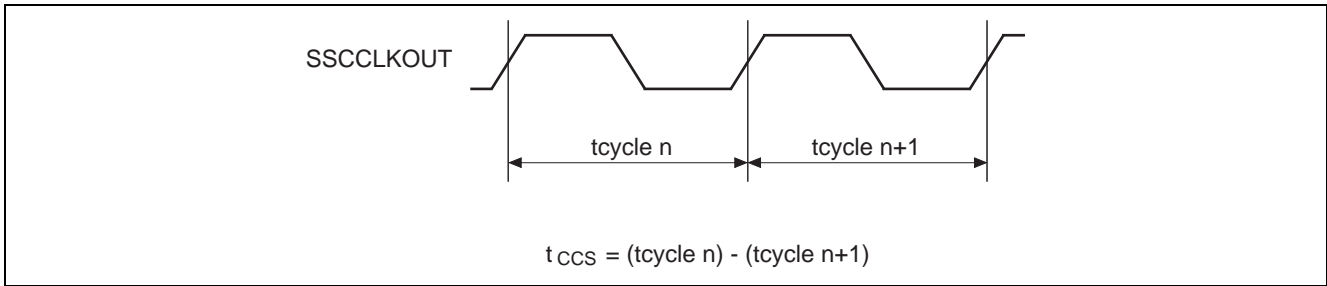 SSCCLKOUT
tcycle n
tcycle n+1
t CCS = (tcycle n) - (tcycle n+1)